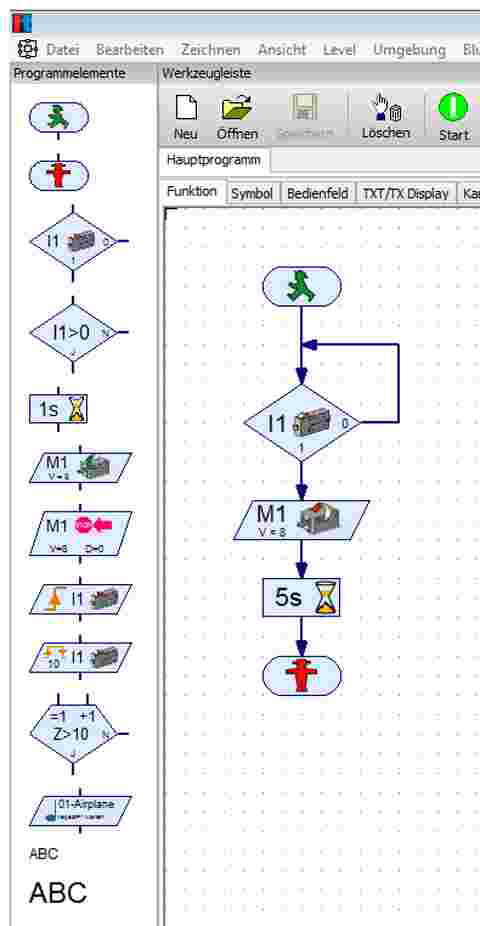 Datei Bearbeiten Zeichnen Ansicht Level Umgebung Blu
Programmelemente
Werkzeugleiste
Neu Öffnen Speichern Löschen Start
Hauptprogramm
Funktion Symbol Bedienfeld TXT/TX Display Ka
I1 0
1
I1>0 N
J
1s
M1
V = 8
M1 STOP
V=8 D=0
I1
10 I1
=1 +1
Z>10 N
J
01-Airplane
ABC
ABC
I1 0
1
M1
V = 8
5s